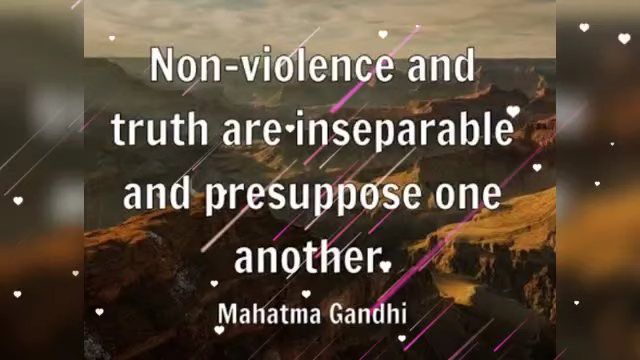 Non-violence and
truth are inseparable
and presuppose one
another.
Mahatma Gandhi